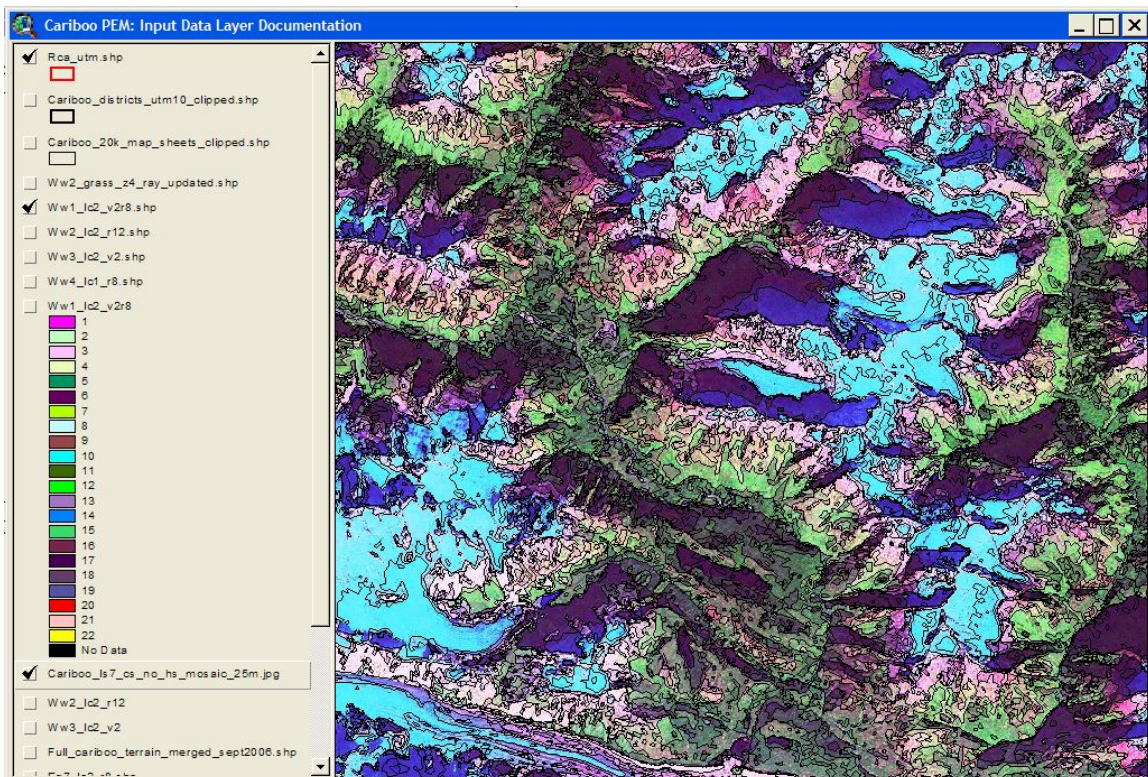 Cariboo PEM: Input Data Layer Documentation
Rca_utm.shp
Cariboo_districts_utm10_clipped.shp
Cariboo_20k_map_sheets_clipped.shp
Ww2_grass_z4_ray_updated.shp
Ww1_lc2_v2r8.shp
Ww2_lc2_r12.shp
Ww3_lc2_v2.shp
Ww4_lc1_r8.shp
Ww1_lc2_v2r8
1
2
3
4
5
6
7
8
9
10
11
12
13
14
15
16
17
18
19
20
21
22
No Data
Cariboo_ls7_cs_no_hs_mosaic_25m.jpg
Ww2_lc2_r12
Ww3_lc2_v2
Full_cariboo_terrain_merged_sept2006.shp